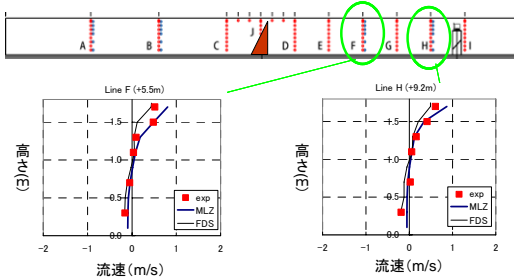 A B C J D E F G H I
Line F (+5.5m)
Line H (+9.2m)
高さ(E)
1.5
1.0
0.5
0.0
exp
MLZ
FDS
-2 -1 0 1 2
流速(m/s)
高さ(E)
1.5
1.0
0.5
0.0
exp
MLZ
FDS
-2 -1 0 1 2
流速(m/s)